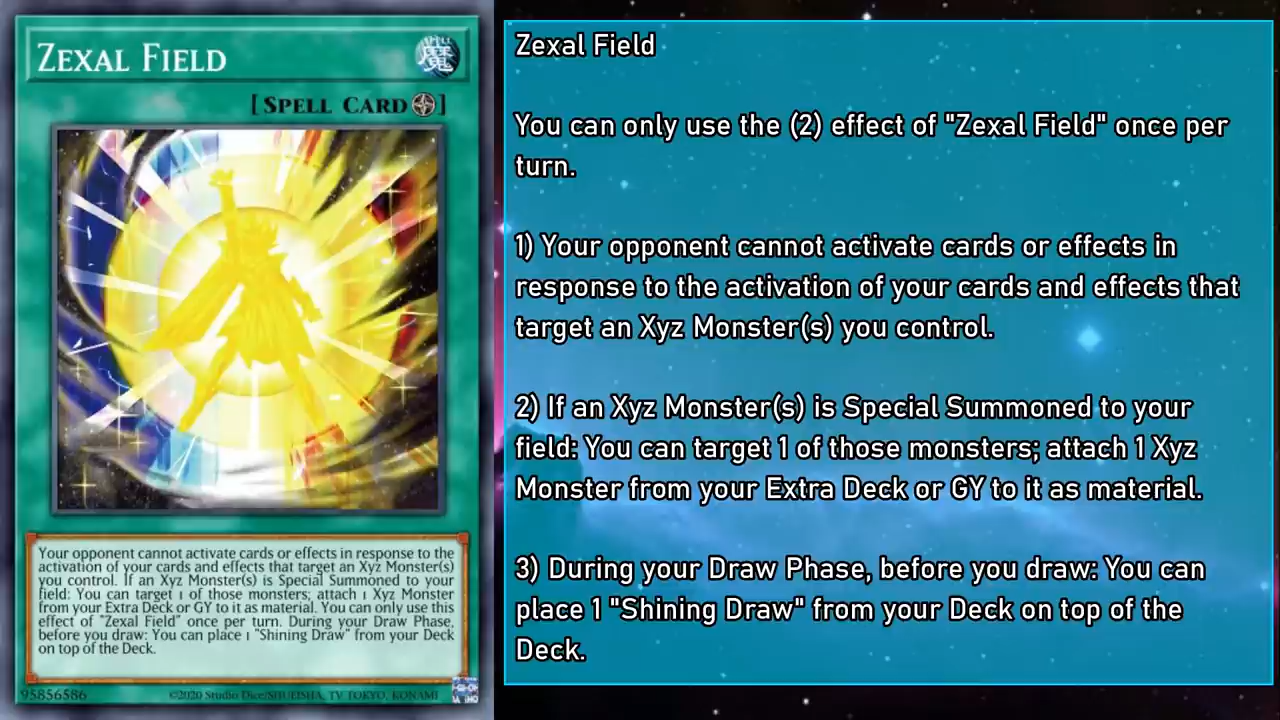 ZEXAL FIELD
SPELL
魔
[SPELL CARD ]
Your opponent cannot activate cards or effects in response to the
activation of your cards and effects that target an Xyz Monster(s)
you control. If an Xyz Monster(s) is Special Summoned to your
field: You can target 1 of those monsters; attach 1 Xyz Monster
from your Extra Deck or GY to it as material. You can only use this
effect of "Zexal Field" once per turn. During your Draw Phase,
before you draw: You can place 1 "Shining Draw" from your Deck
on top of the Deck.
95856586
©2020 Studio Dice/SHUEISHA, TV TOKYO, KONAMI
Zexal Field
You can only use the (2) effect of "Zexal Field" once per
turn.
1) Your opponent cannot activate cards or effects in
response to the activation of your cards and effects that
target an Xyz Monster(s) you control.
2) If an Xyz Monster(s) is Special Summoned to your
field: You can target 1 of those monsters; attach 1 Xyz
Monster from your Extra Deck or GY to it as material.
3) During your Draw Phase, before you draw: You can
place 1 "Shining Draw" from your Deck on top of the
Deck.